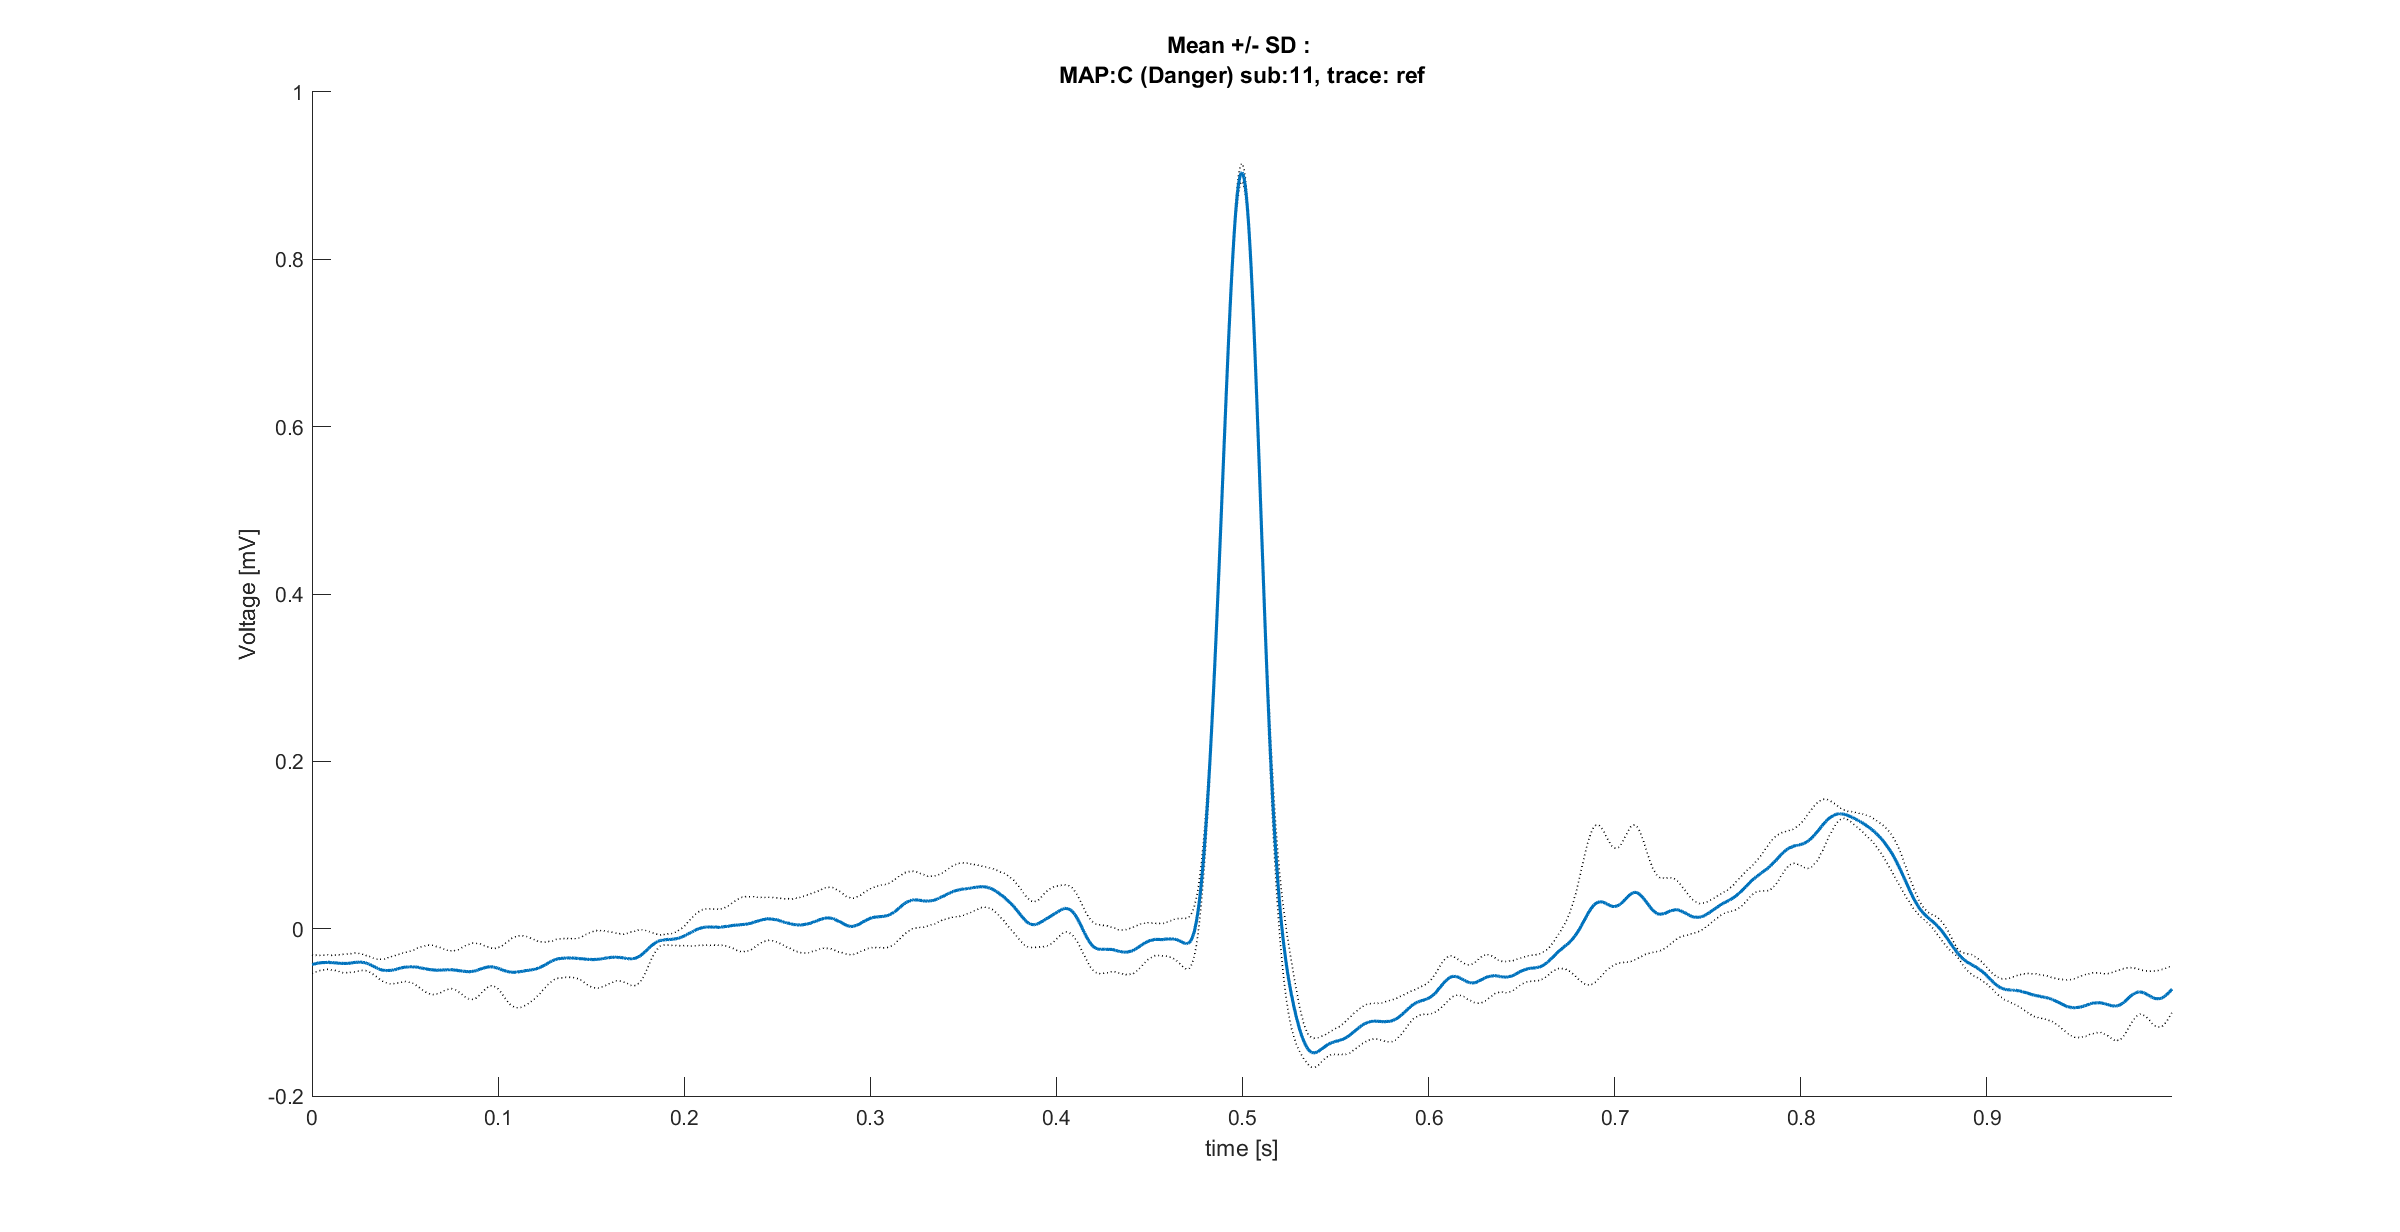 Mean +/- SD :
MAP:C (Danger) sub:11, trace: ref
1
0.8
0.6
0.4
0.2
0
-0.2
Voltage [mV]
0 0.1 0.2 0.3 0.4 0.5 0.6 0.7 0.8 0.9
time [s]